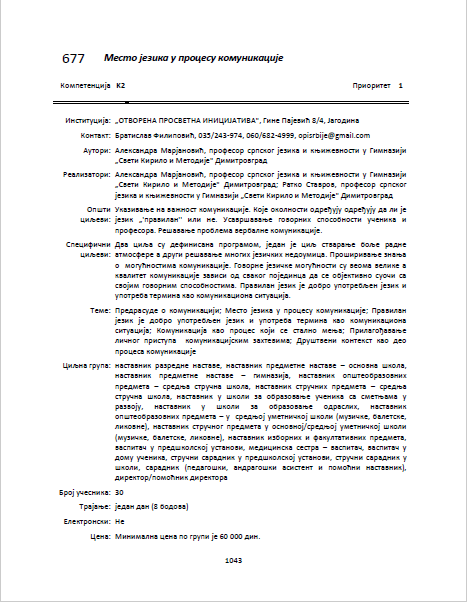 677 Место језика у процесу комуникације
Компетенција К2 Приоритет 1
Институција: „ОТВОРЕНА ПРОСВЕТНА ИНИЦИЈАТИВА", Гине Пајевић 8/4, Јагодина
Контакт: Братислав Филиповић, 035/243-974, 060/682-4999, opisrbije@gmail.com
Аутори: Александра Марјановић, професор српског језика и књижевности у Гимназији
„Свети Кирило и Методије" Димитровград
Реализатори: Александра Марјановић, професор српског језика и књижевности у Гимназији
„Свети Кирило и Методије" Димитровград; Ратко Ставров, професор српског
језика и књижевности у Гимназији „Свети Кирило и Методије" Димитровград
Општи Указивање на важност комуникације. Које околности одређују одређују да ли је
циљеви: језик „правилан" или не. Усавршавање говорних способности ученика и
професора. Решавање проблема вербалне комуникације.
Специфични Два циља су дефинисана програмом, један је циљ стварање боље радне
циљеви: атмосфере а други решавање многих језичких недоумица. Проширивање знања
о могућностима комуникације. Говорне језичке могућности су веома велике а
квалитет комуникације зависи од сваког појединца да се објективно суочи са
својим говорним способностима. Правилан језик је добро употребљен језик и
употреба термина као комуникациона ситуација.
Теме: Предрасуде о комуникацији; Место језика у процесу комуникације; Правилан
језик је добро употребљен језик и употреба термина као комуникациона
ситуација; Комуникација као процес који се стално мења; Прилагођавање
личног приступа комуникацијским захтевима; Друштвени контекст као део
процеса комуникације
Циљна група: наставник разредне наставе, наставник предметне наставе – основна школа,
наставник предметне наставе – гимназија, наставник општеобразовних
предмета – средња стручна школа, наставник стручних предмета – средња
стручна школа, наставник у школи за образовање ученика са сметњама у
развоју, наставник у школи за образовање одраслих, наставник
општеобразовних предмета – у средњој уметничкој школи (музичке, балетске,
ликовне), наставник стручног предмета у основној/средњој уметничкој школи
(музичке, балетске, ликовне), наставник изборних и факултативних предмета,
васпитач у предшколској установи, медицинска сестра – васпитач, васпитач у
дому ученика, стручни сарадник у предшколској установи, стручни сарадник у
школи, сарадник (педагошки, андрагошки асистент и помоћни наставник),
директор/помоћник директора
Број учесника: 30
Трајање: један дан (8 бодова)
Електронски: Не
Цена: Минимална цена по групи је 60 000 дин.
1043